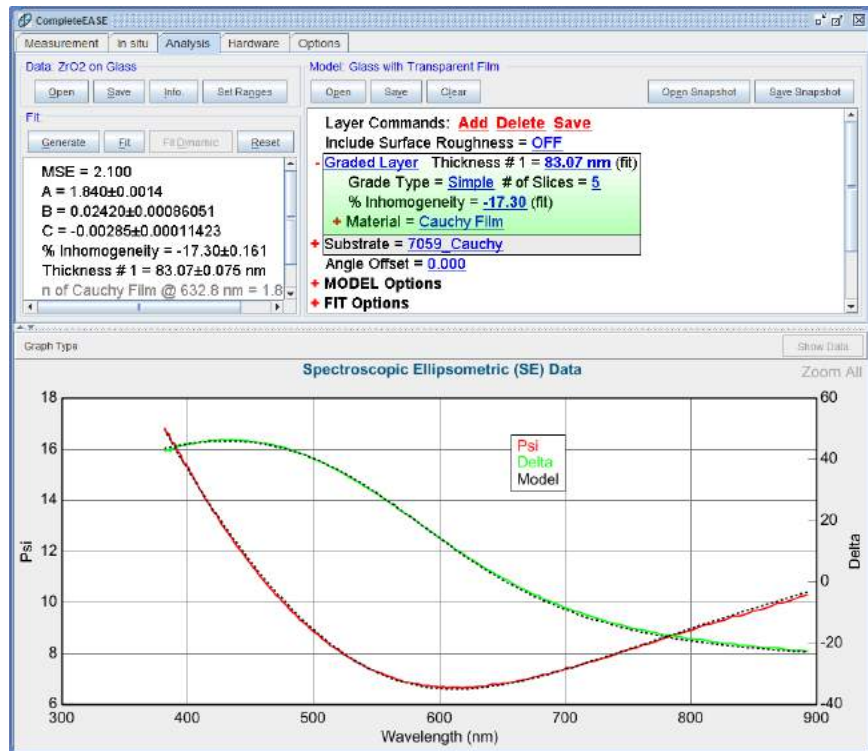 CompleteEASE
Measurement In situ Analysis Hardware Options
Data: ZrO2 on Glass
Open Save Info. Set Ranges
Fit:
Generate Fit Fit Dynamic Reset
MSE = 2.100
A = 1.840±0.0014
B = 0.02420±0.00086051
C = -0.00285±0.00011423
% Inhomogeneity = -17.30±0.161
Thickness # 1 = 83.07±0.075 nm
n of Cauchy Film @ 632.8 nm = 1.8
Model: Glass with Transparent Film
Open Save Clear Open Snapshot Save Snapshot
Layer Commands: Add Delete Save
Include Surface Roughness = OFF
- Graded Layer Thickness # 1 = 83.07 nm (fit)
Grade Type = Simple # of Slices = 5
% Inhomogeneity = -17.30 (fit)
+ Material = Cauchy Film
+ Substrate = 7059_Cauchy
Angle Offset = 0.000
+ MODEL Options
+ FIT Options
Graph Type Show Data
Spectroscopic Ellipsometric (SE) Data
Zoom All
18
16
14
12
10
8
6
Psi
Psi
Delta
Model
60
40
20
0
-20
-40
Delta
300 400 500 600 700 800 900
Wavelength (nm)